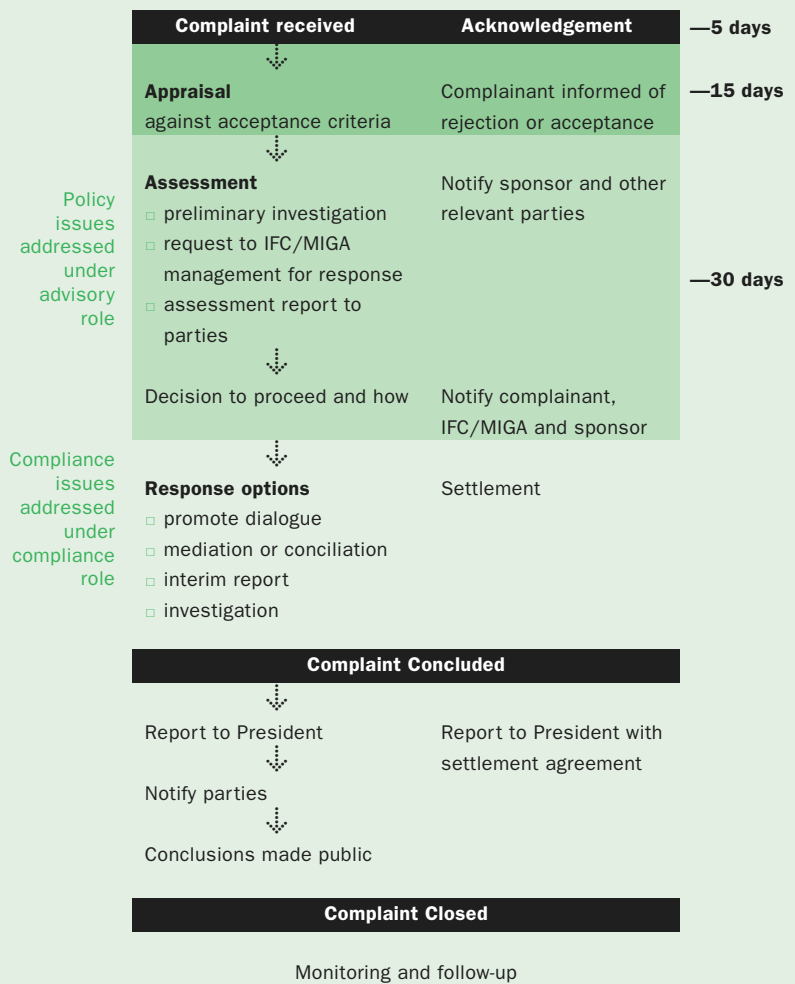 Complaint received Acknowledgement —5 days
Appraisal Complainant informed of —15 days
against acceptance criteria rejection or acceptance
Assessment Notify sponsor and other
□ preliminary investigation relevant parties
□ request to IFC/MIGA
management for response
□ assessment report to
parties
—30 days
Policy
issues
addressed
under
advisory
role
Decision to proceed and how Notify complainant,
IFC/MIGA and sponsor
Compliance
issues
addressed
under
compliance
role
Response options Settlement
□ promote dialogue
□ mediation or conciliation
□ interim report
□ investigation
Complaint Concluded
Report to President Report to President with
settlement agreement
Notify parties
Conclusions made public
Complaint Closed
Monitoring and follow-up